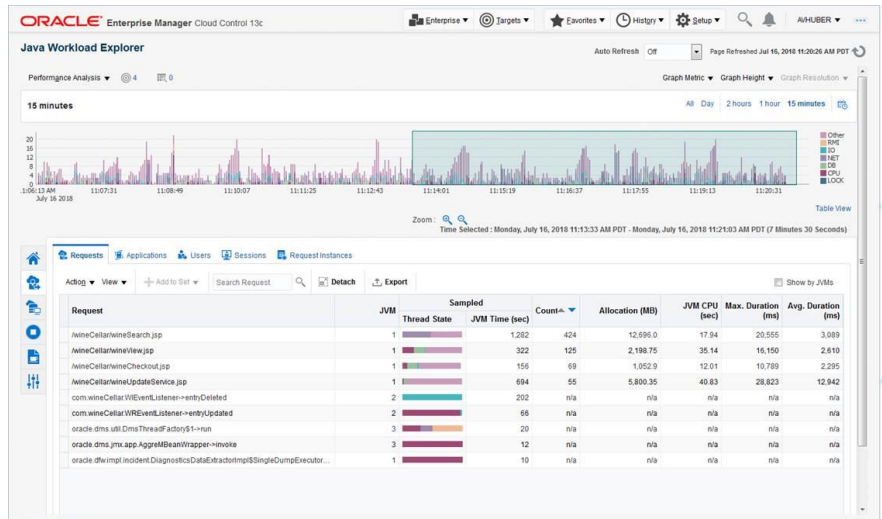 ORACLE Enterprise Manager Cloud Control 13c
Enterprise Targets Favorites History Setup AVHUBER
Java Workload Explorer
Auto Refresh Off Page Refreshed Jul 16, 2018 11:20:26 AM PDT
Performance Analysis 4 0
Graph Metric Graph Height Graph Resolution
15 minutes
All Day 2 hours 1 hour 15 minutes
20
16
12
8
4
0
Other
RMI
IO
NET
DB
CPU
LOCK
11:06:13 AM 11:07:31 11:08:49 11:10:07 11:11:25 11:12:43 11:14:01 11:15:19 11:16:37 11:17:55 11:19:13 11:20:31
July 16 2018
Table View
Zoom :
Time Selected : Monday, July 16, 2018 11:13:33 AM PDT - Monday, July 16, 2018 11:21:03 AM PDT (7 Minutes 30 Seconds)
Requests Applications Users Sessions Request Instances
Action View Add to Set Search Request Detach Export Show by JVMs
Request JVM Sampled Count Allocation (MB) JVM CPU (sec) Max. Duration (ms) Avg. Duration (ms)
Thread State JVM Time (sec)
/wineCellar/wineSearch.jsp 1 1,282 424 12,696.0 17.94 20,555 3,089
/wineCellar/wineView.jsp 1 322 125 2,198.75 35.14 16,150 2,610
/wineCellar/wineCheckout.jsp 1 156 69 1,052.9 12.01 10,789 2,295
/wineCellar/wineUpdateService.jsp 1 694 55 5,800.35 40.83 28,823 12,942
com.wineCellar.WIEventListener->entryDeleted 2 202 n/a n/a n/a n/a n/a
com.wineCellar.WREventListener->entryUpdated 2 66 n/a n/a n/a n/a n/a
oracle.dms.util.DmsThreadFactory$1->run 3 20 n/a n/a n/a n/a n/a
oracle.dms.jmx.app.AggreMBeanWrapper->invoke 3 12 n/a n/a n/a n/a n/a
oracle.dfw.impl.incident.DiagnosticsDataExtractorImpl$SingleDumpExecutor... 1 10 n/a n/a n/a n/a n/a